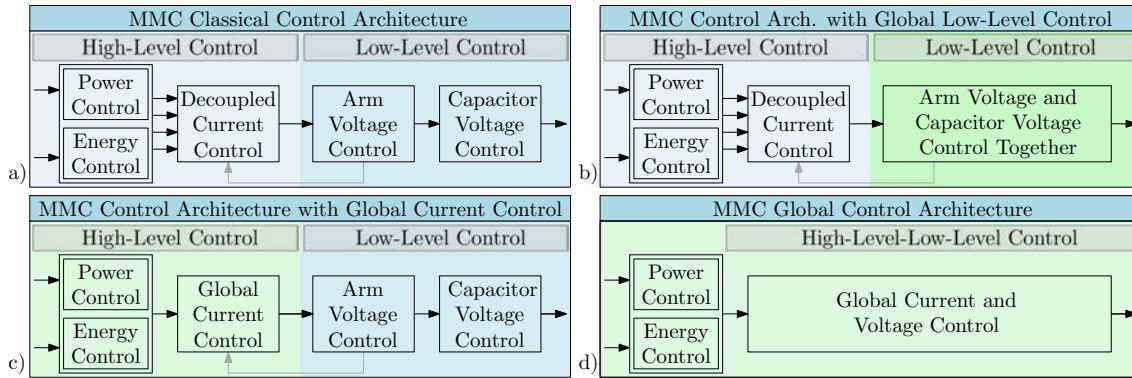 MMC Classical Control Architecture
High-Level Control
Low-Level Control
Power
Control
Energy
Control
Decoupled
Current
Control
Arm
Voltage
Control
Capacitor
Voltage
Control
a)
MMC Control Arch. with Global Low-Level Control
High-Level Control
Low-Level Control
Power
Control
Energy
Control
Decoupled
Current
Control
Arm Voltage and
Capacitor Voltage
Control Together
b)
MMC Control Architecture with Global Current Control
High-Level Control
Low-Level Control
Power
Control
Energy
Control
Global
Current
Control
Arm
Voltage
Control
Capacitor
Voltage
Control
c)
MMC Global Control Architecture
High-Level-Low-Level Control
Power
Control
Energy
Control
Global Current and
Voltage Control
d)